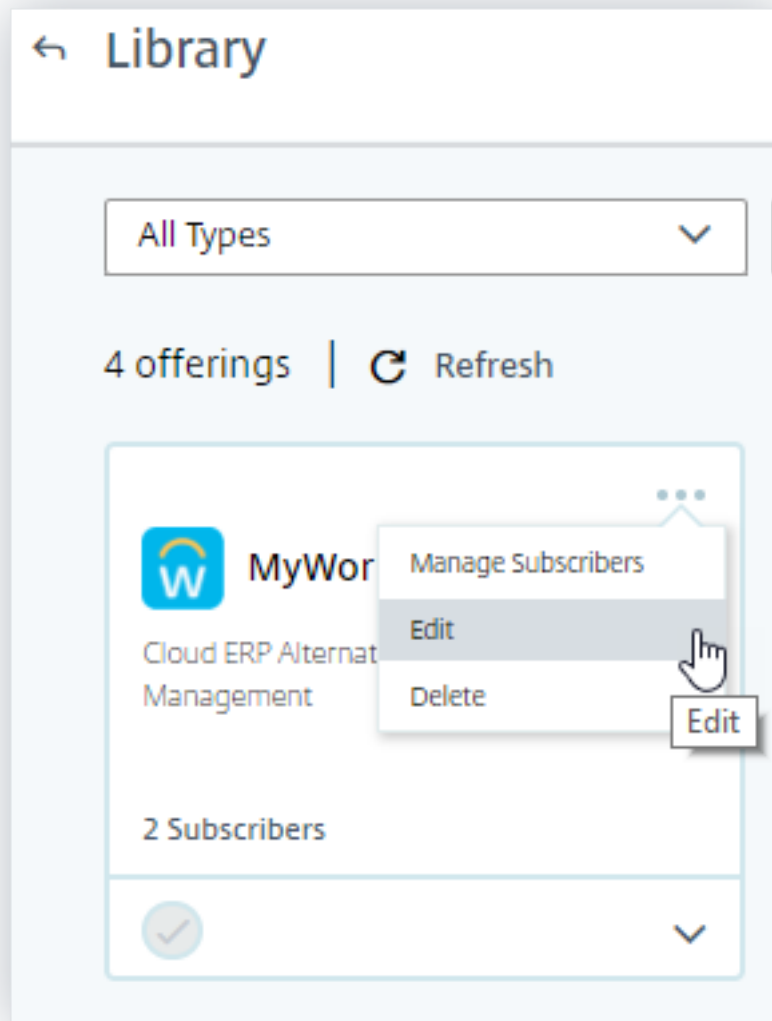 Library
All Types
4 offerings | Refresh
MyWor
Manage Subscribers
Edit
Cloud ERP Alternat
Management
Delete
Edit
2 Subscribers